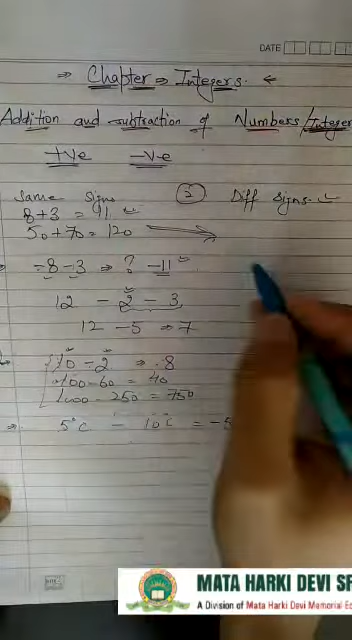 DATE
⇒ Chapter ⇒ Integers. ←
Addition and subtraction of Numbers/Integer
+ve -ve
Same Signs
8+3 = 11
50+70 = 120
② Diff Signs.
-8-3 ⇒ ? -11
12 - 2 - 3
12 - 5 ⇒ 7
10 - 2 ⇒ 8
100-60 = 40
1000 - 250 = 750
5°C - 10°C = -5
MATA HARKI DEVI SR
A Division of Mata Harki Devi Memorial Ed